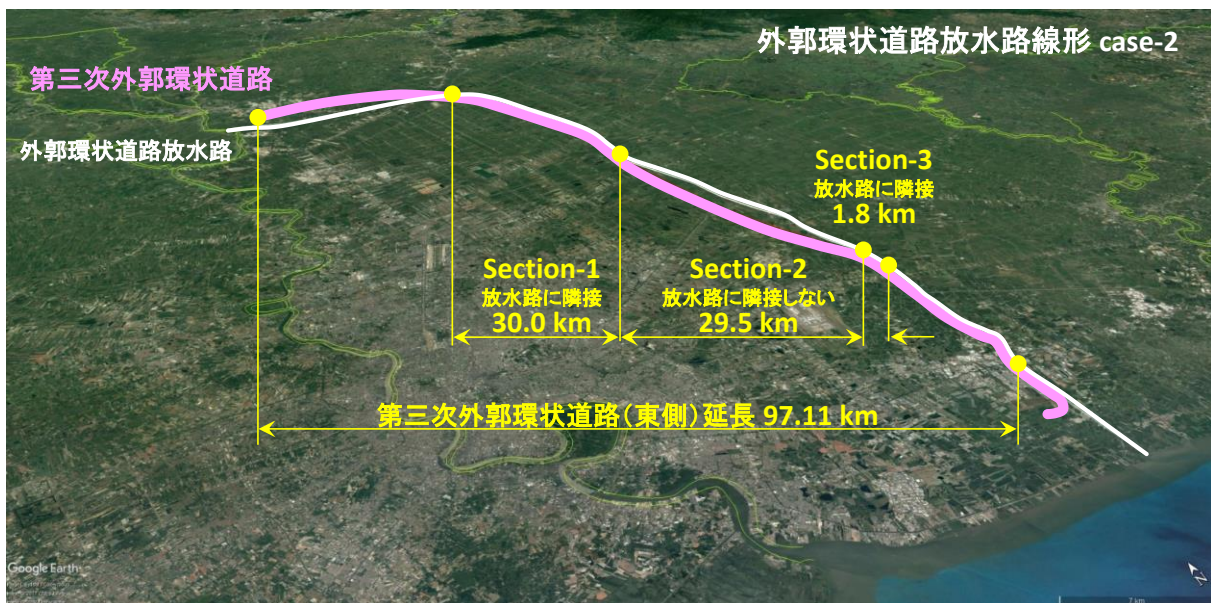 外郭環状道路放水路線形 case-2
第三次外郭環状道路
外郭環状道路放水路
Section-3
放水路に隣接
1.8 km
Section-1
放水路に隣接
30.0 km
Section-2
放水路に隣接しない
29.5 km
第三次外郭環状道路（東側）延長 97.11 km
Google Earth
N
7 km